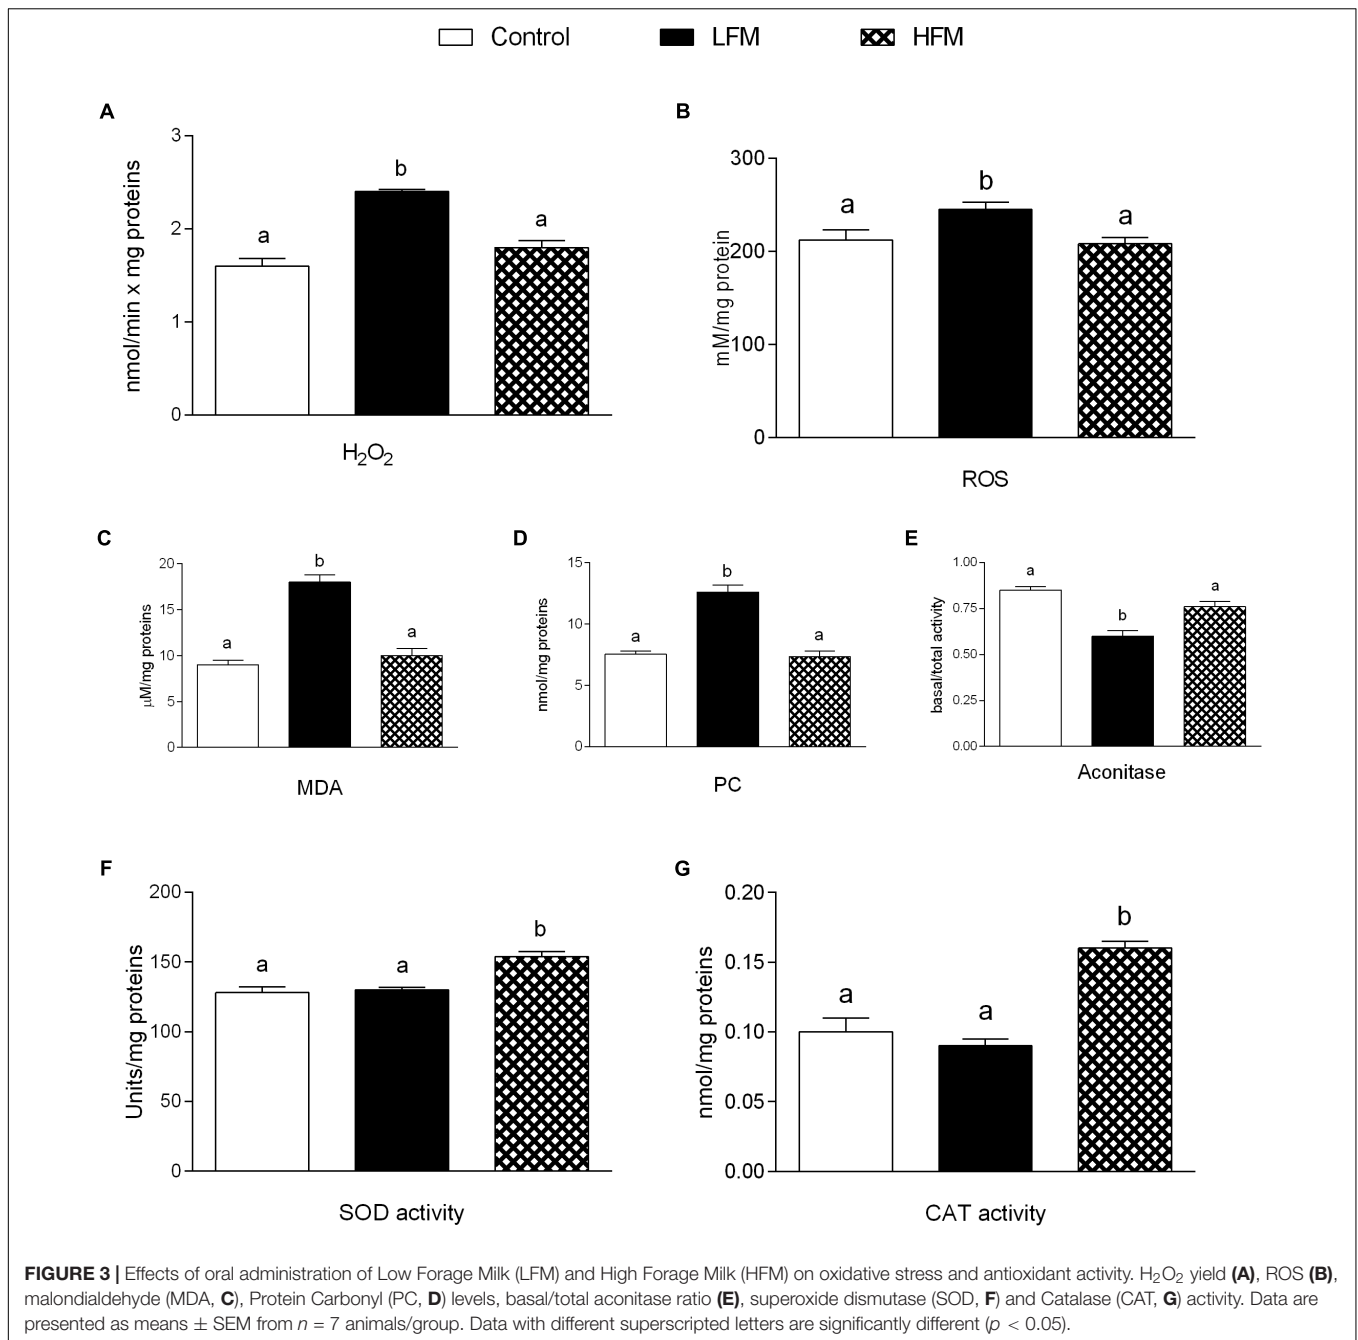 Control LFM HFM
A B
3
2
1
0
nmol/min x mg proteins
a b a
H₂O₂
300
200
100
0
mM/mg protein
a b a
ROS
C D E
20
15
10
5
0
μM/mg proteins
a b a
MDA
15
10
5
0
nmol/mg proteins
a b a
PC
1.00
0.75
0.50
0.25
0.00
basal/total activity
a b a
Aconitase
F G
200
150
100
50
0
Units/mg proteins
a a b
SOD activity
0.20
0.15
0.10
0.05
0.00
nmol/mg proteins
a a b
CAT activity
FIGURE 3 | Effects of oral administration of Low Forage Milk (LFM) and High Forage Milk (HFM) on oxidative stress and antioxidant activity. H₂O₂ yield (A), ROS (B),
malondialdehyde (MDA, C), Protein Carbonyl (PC, D) levels, basal/total aconitase ratio (E), superoxide dismutase (SOD, F) and Catalase (CAT, G) activity. Data are
presented as means ± SEM from n = 7 animals/group. Data with different superscripted letters are significantly different (p < 0.05).